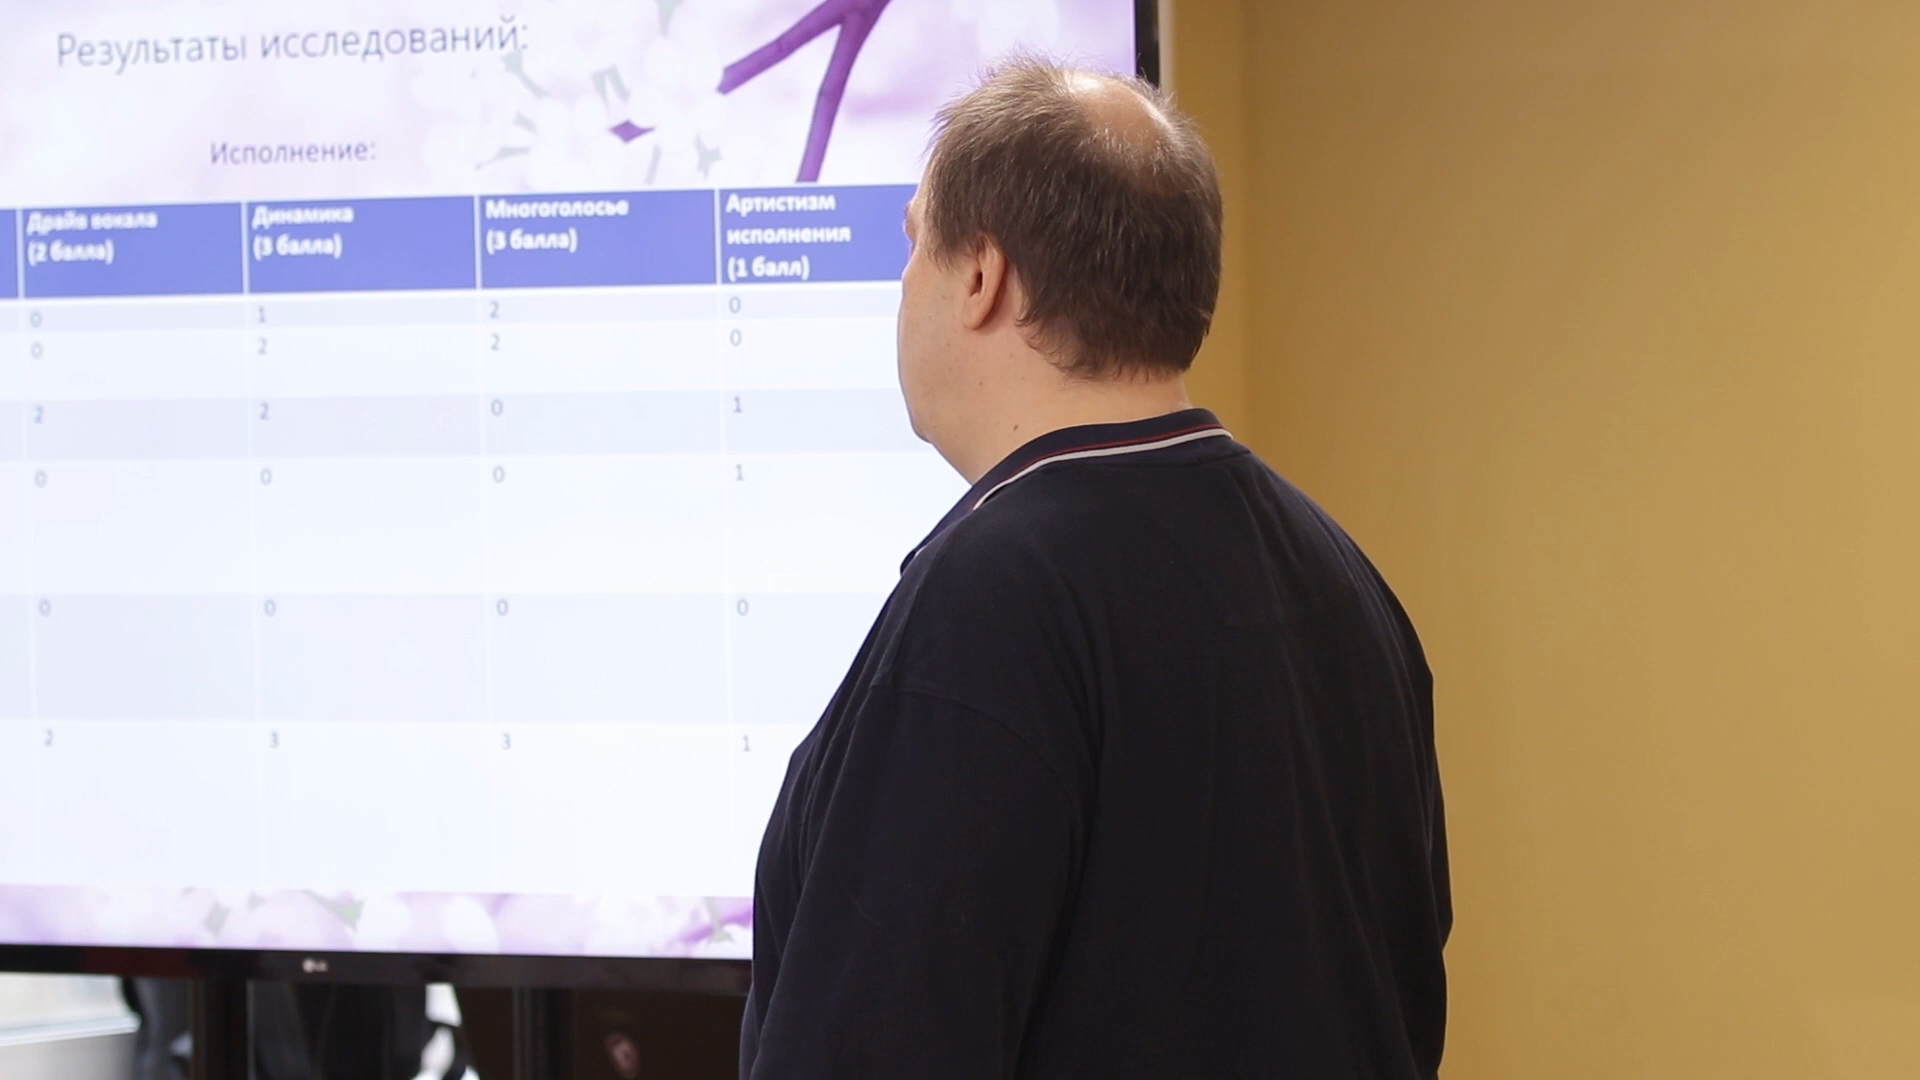 Результаты исследований:
Исполнение:
Драйв вокала
(2 балла)
Динамика
(3 балла)
Многоголосье
(3 балла)
Артистизм
исполнения
(1 балл)
0 1 2 0
0 2 2 0
2 2 0 1
0 0 0 1
0 0 0 0
2 3 3 1
LG